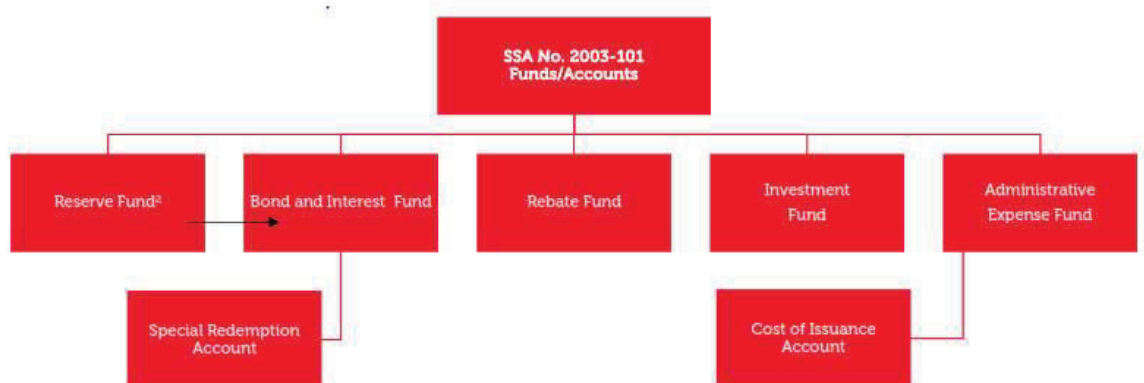 SSA No. 2003-101
Funds/Accounts
Reserve Fund²
Bond and Interest Fund
Rebate Fund
Investment
Fund
Administrative
Expense Fund
Special Redemption
Account
Cost of Issuance
Account